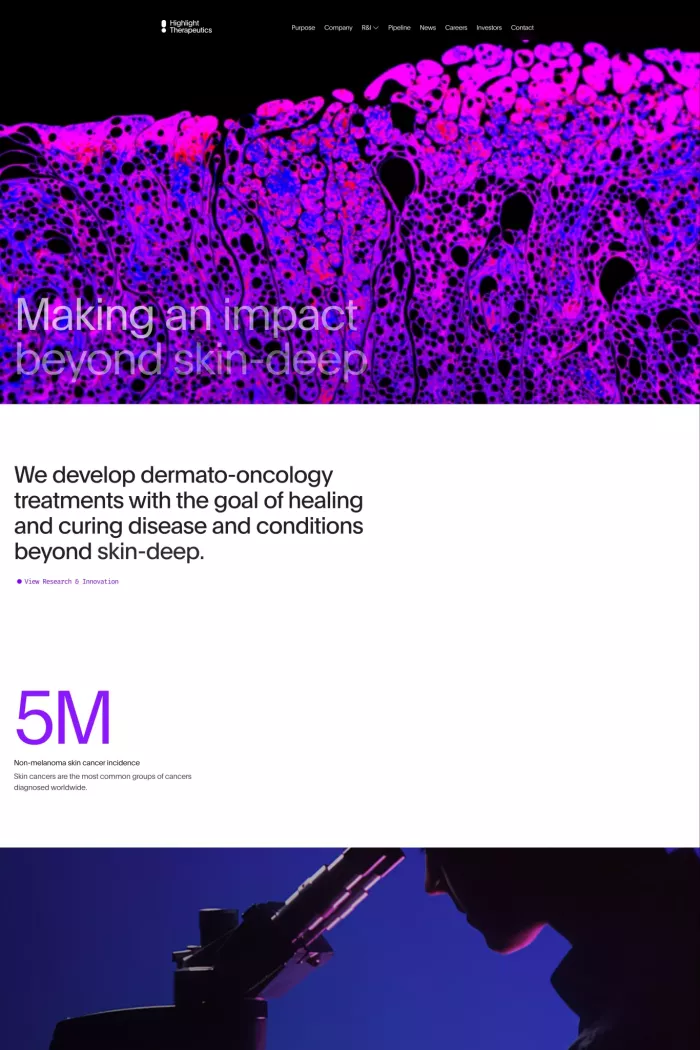 Highlight
Therapeutics
Purpose Company R&I Pipeline News Careers Investors Contact
Making an impact
beyond skin-deep
We develop dermato-oncology
treatments with the goal of healing
and curing disease and conditions
beyond skin-deep.
View Research & Innovation
5M
Non-melanoma skin cancer incidence
Skin cancers are the most common groups of cancers
diagnosed worldwide.